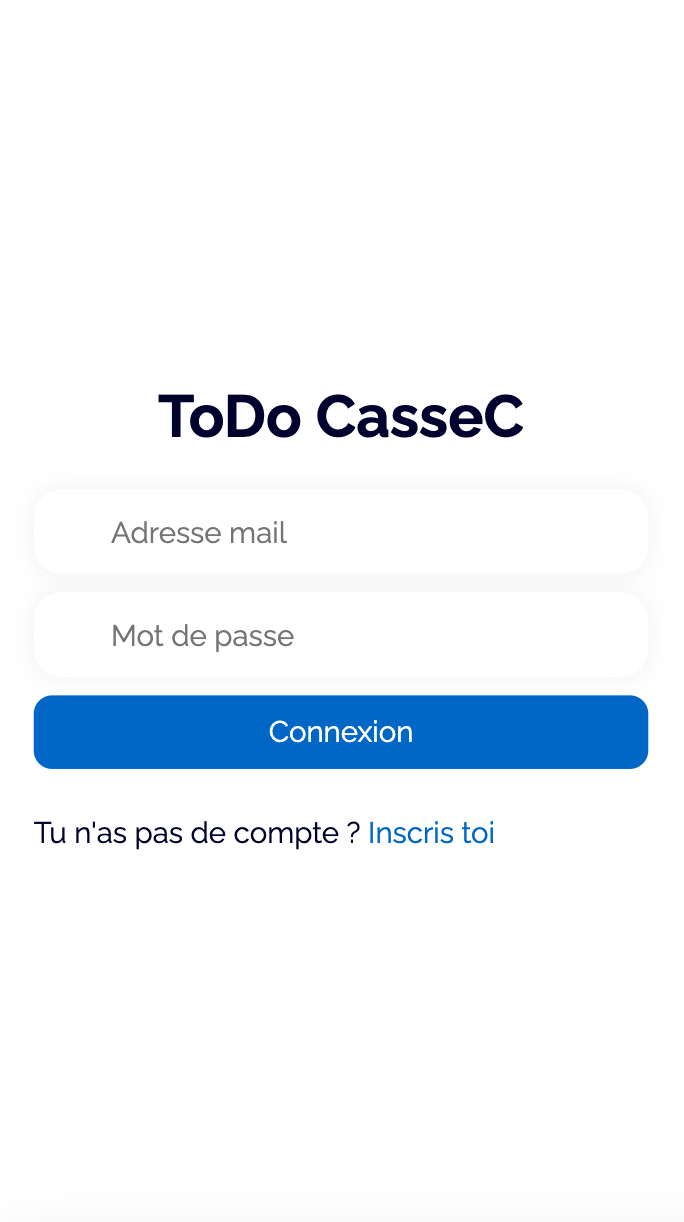 ToDo CasseC
Adresse mail
Mot de passe
Connexion
Tu n'as pas de compte ? Inscris toi